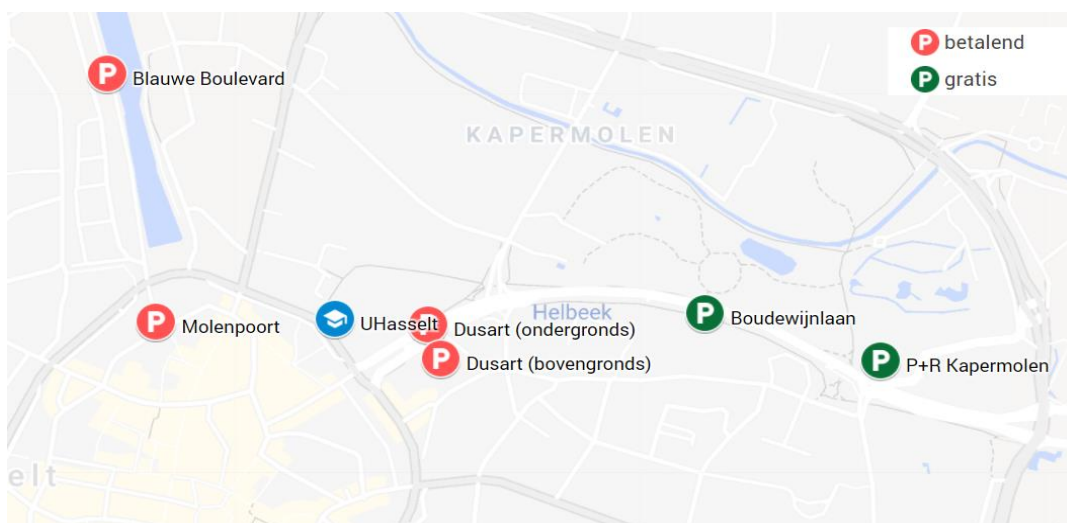 P betalend
P gratis
P Blauwe Boulevard
KAPERMOLEN
P Molenpoort
UHasselt
P Dusart (ondergronds)
Helbeek
P Boudewijnlaan
P Dusart (bovengronds)
P P+R Kapermolen
elt